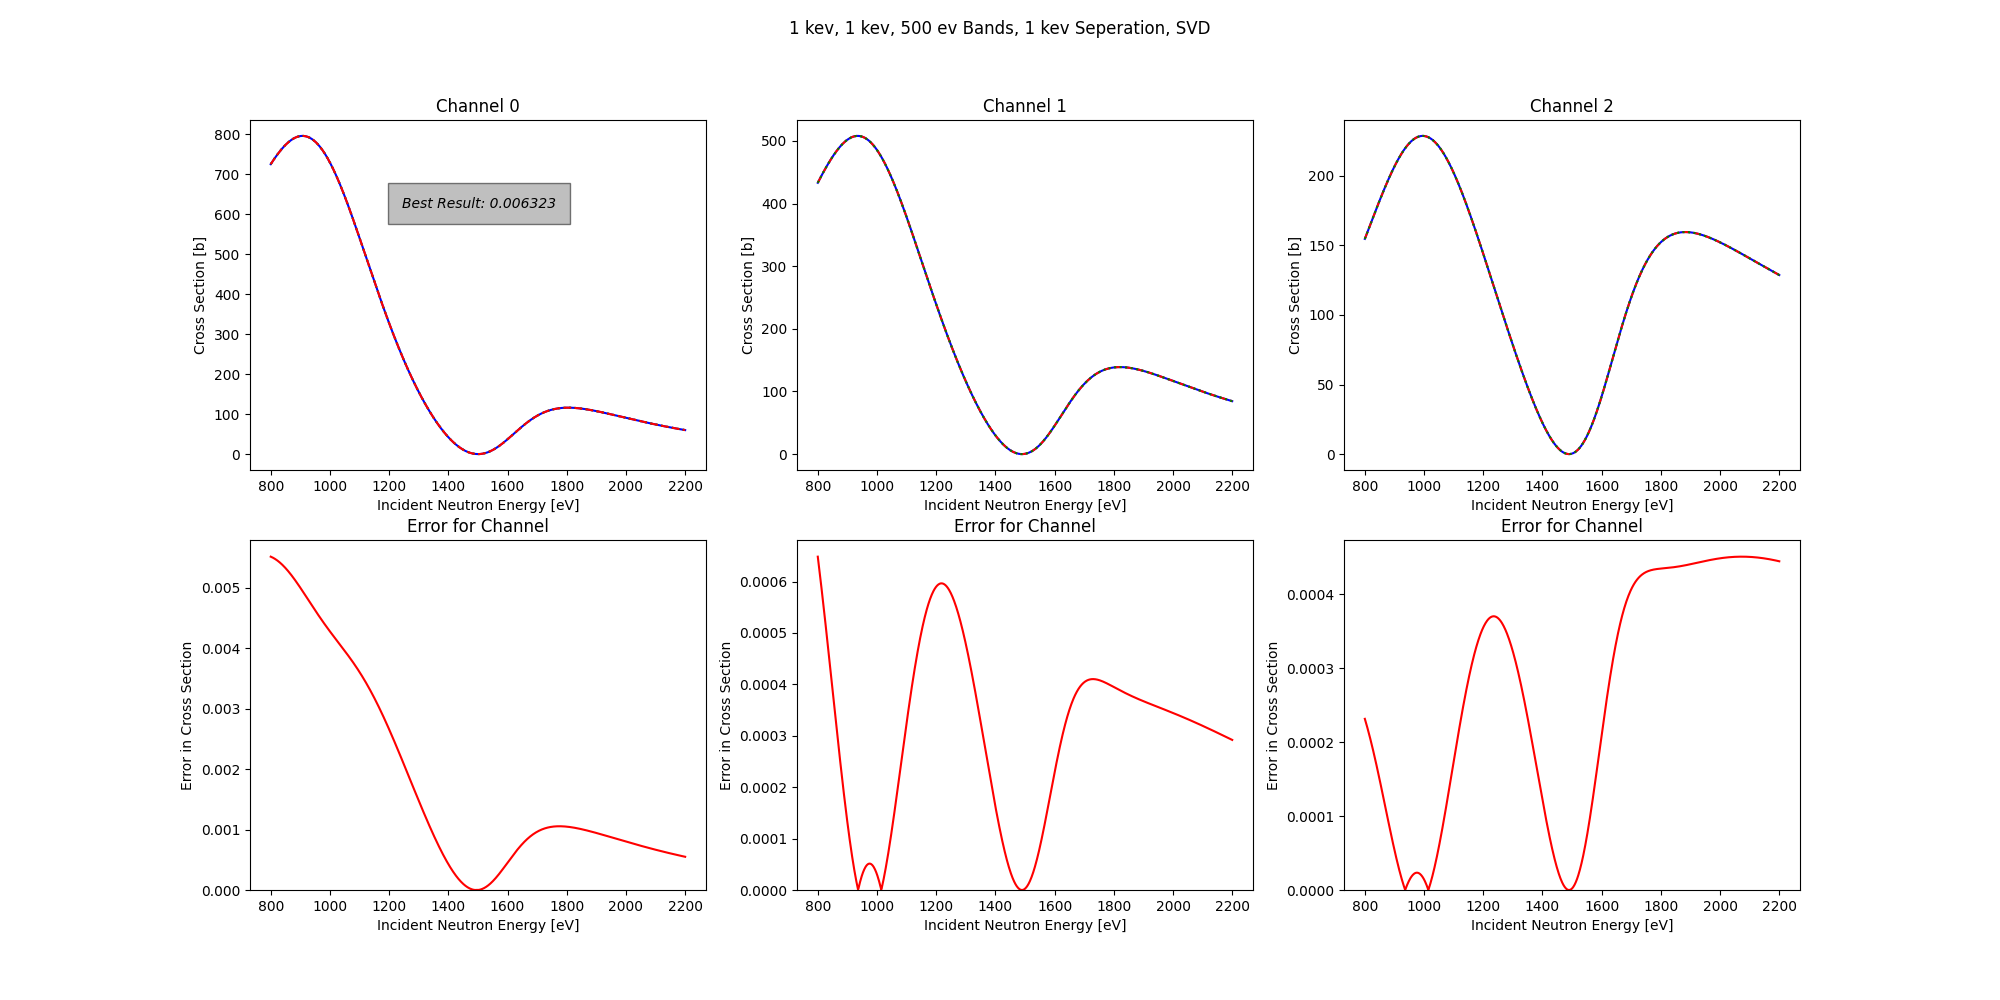 1 kev, 1 kev, 500 ev Bands, 1 kev Seperation, SVD
Channel 0
Cross Section [b]
800
700
600
500
400
300
200
100
0
Best Result: 0.006323
800 1000 1200 1400 1600 1800 2000 2200
Incident Neutron Energy [eV]
Channel 1
Cross Section [b]
500
400
300
200
100
0
800 1000 1200 1400 1600 1800 2000 2200
Incident Neutron Energy [eV]
Channel 2
Cross Section [b]
200
150
100
50
0
800 1000 1200 1400 1600 1800 2000 2200
Incident Neutron Energy [eV]
Error for Channel
Error in Cross Section
0.005
0.004
0.003
0.002
0.001
0.000
800 1000 1200 1400 1600 1800 2000 2200
Incident Neutron Energy [eV]
Error for Channel
Error in Cross Section
0.0006
0.0005
0.0004
0.0003
0.0002
0.0001
0.0000
800 1000 1200 1400 1600 1800 2000 2200
Incident Neutron Energy [eV]
Error for Channel
Error in Cross Section
0.0004
0.0003
0.0002
0.0001
0.0000
800 1000 1200 1400 1600 1800 2000 2200
Incident Neutron Energy [eV]